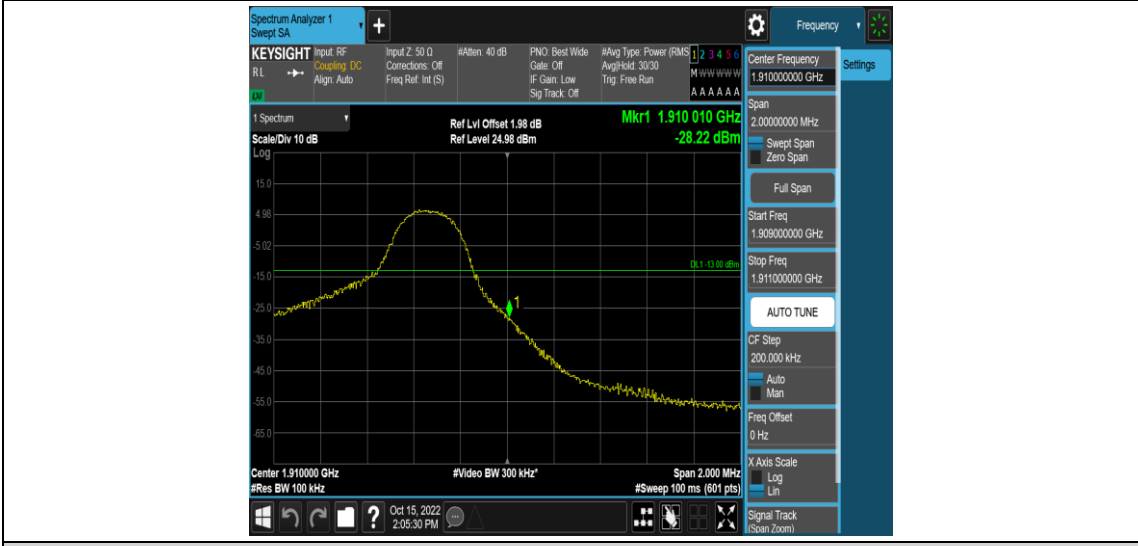 Spectrum Analyzer 1
Swept SA
+
Frequency
KEYSIGHT
RL
LXI
Input: RF
Coupling: DC
Align: Auto
Input Z: 50 Ω
Corrections: Off
Freq Ref: Int (S)
#Atten: 40 dB
PNO: Best Wide
Gate: Off
IF Gain: Low
Sig Track: Off
#Avg Type: Power (RMS
Avg|Hold: 30/30
Trig: Free Run
1 2 3 4 5 6
M W W W W W
A A A A A A
1 Spectrum
Scale/Div 10 dB
Log
Ref Lvl Offset 1.98 dB
Ref Level 24.98 dBm
Mkr1 1.910 010 GHz
-28.22 dBm
15.0
4.98
-5.02
-15.0
-25.0
-35.0
-45.0
-55.0
-65.0
DL1 -13.00 dBm
1
Center 1.910000 GHz
#Res BW 100 kHz
#Video BW 300 kHz*
Span 2.000 MHz
#Sweep 100 ms (601 pts)
?
Oct 15, 2022
2:05:30 PM
Center Frequency
1.910000000 GHz
Settings
Span
2.00000000 MHz
Swept Span
Zero Span
Full Span
Start Freq
1.909000000 GHz
Stop Freq
1.911000000 GHz
AUTO TUNE
CF Step
200.000 kHz
Auto
Man
Freq Offset
0 Hz
X Axis Scale
Log
Lin
Signal Track
(Span Zoom)